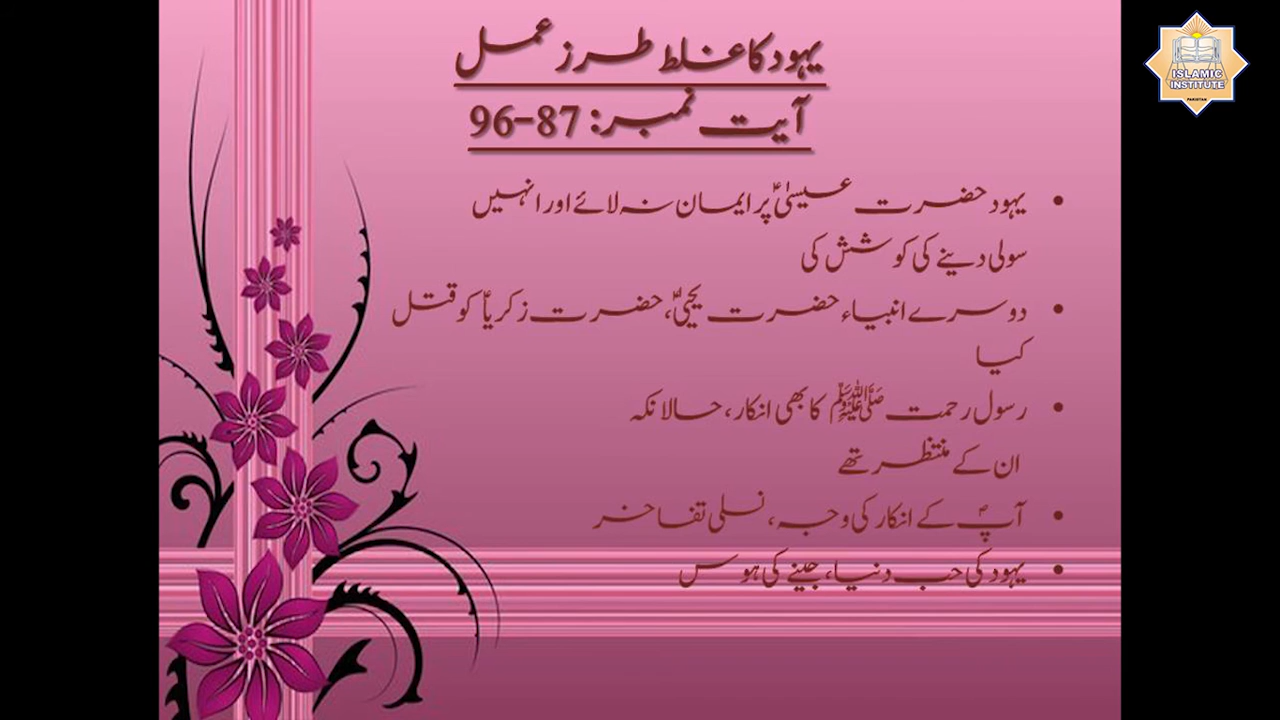 یہود کا غلط طرز عمل
آیت نمبر: 87-96
• یہود حضرت عیسیٰؑ پر ایمان نہ لائے اور انہیں
سولی دینے کی کوشش کی
• دوسرے انبیاء حضرت یحییٰؑ، حضرت زکریاؑ کو قتل
کیا
• رسول رحمت ﷺ کا بھی انکار، حالانکہ
ان کے منتظر تھے
• آپؐ کے انکار کی وجہ، نسلی تفاخر
• یہود کی حب دنیا، جینے کی ہوس
ISLAMIC
INSTITUTE
PAKISTAN